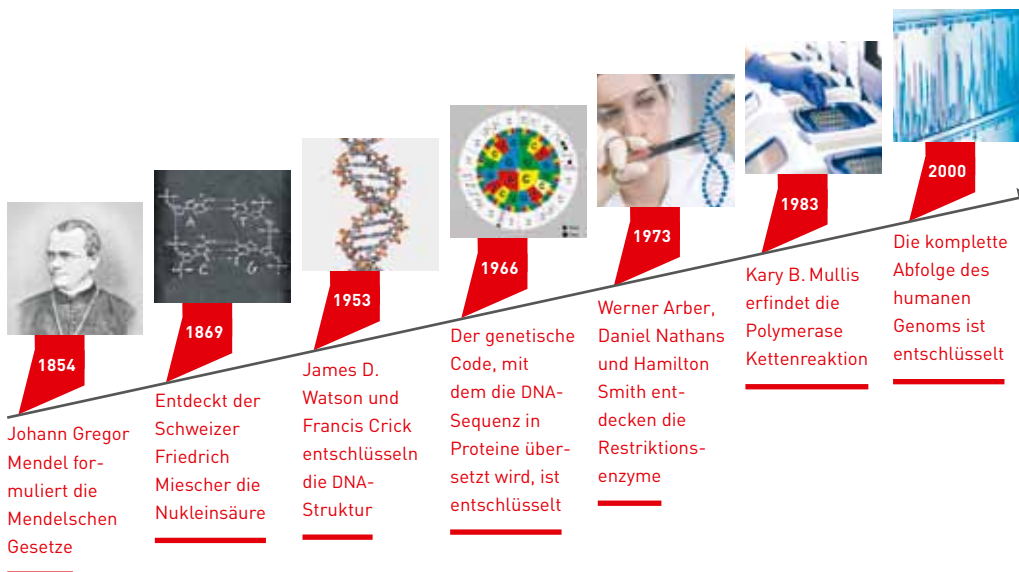 1854
Johann Gregor
Mendel for-
muliert die
Mendelschen
Gesetze
1869
Entdeckt der
Schweizer
Friedrich
Miescher die
Nukleinsäure
1953
James D.
Watson und
Francis Crick
entschlüsseln
die DNA-
Struktur
1966
Der genetische
Code, mit
dem die DNA-
Sequenz in
Proteine über-
setzt wird, ist
entschlüsselt
1973
Werner Arber,
Daniel Nathans
und Hamilton
Smith ent-
decken die
Restriktions-
enzyme
1983
Kary B. Mullis
erfindet die
Polymerase
Kettenreaktion
2000
Die komplette
Abfolge des
humanen
Genoms ist
entschlüsselt